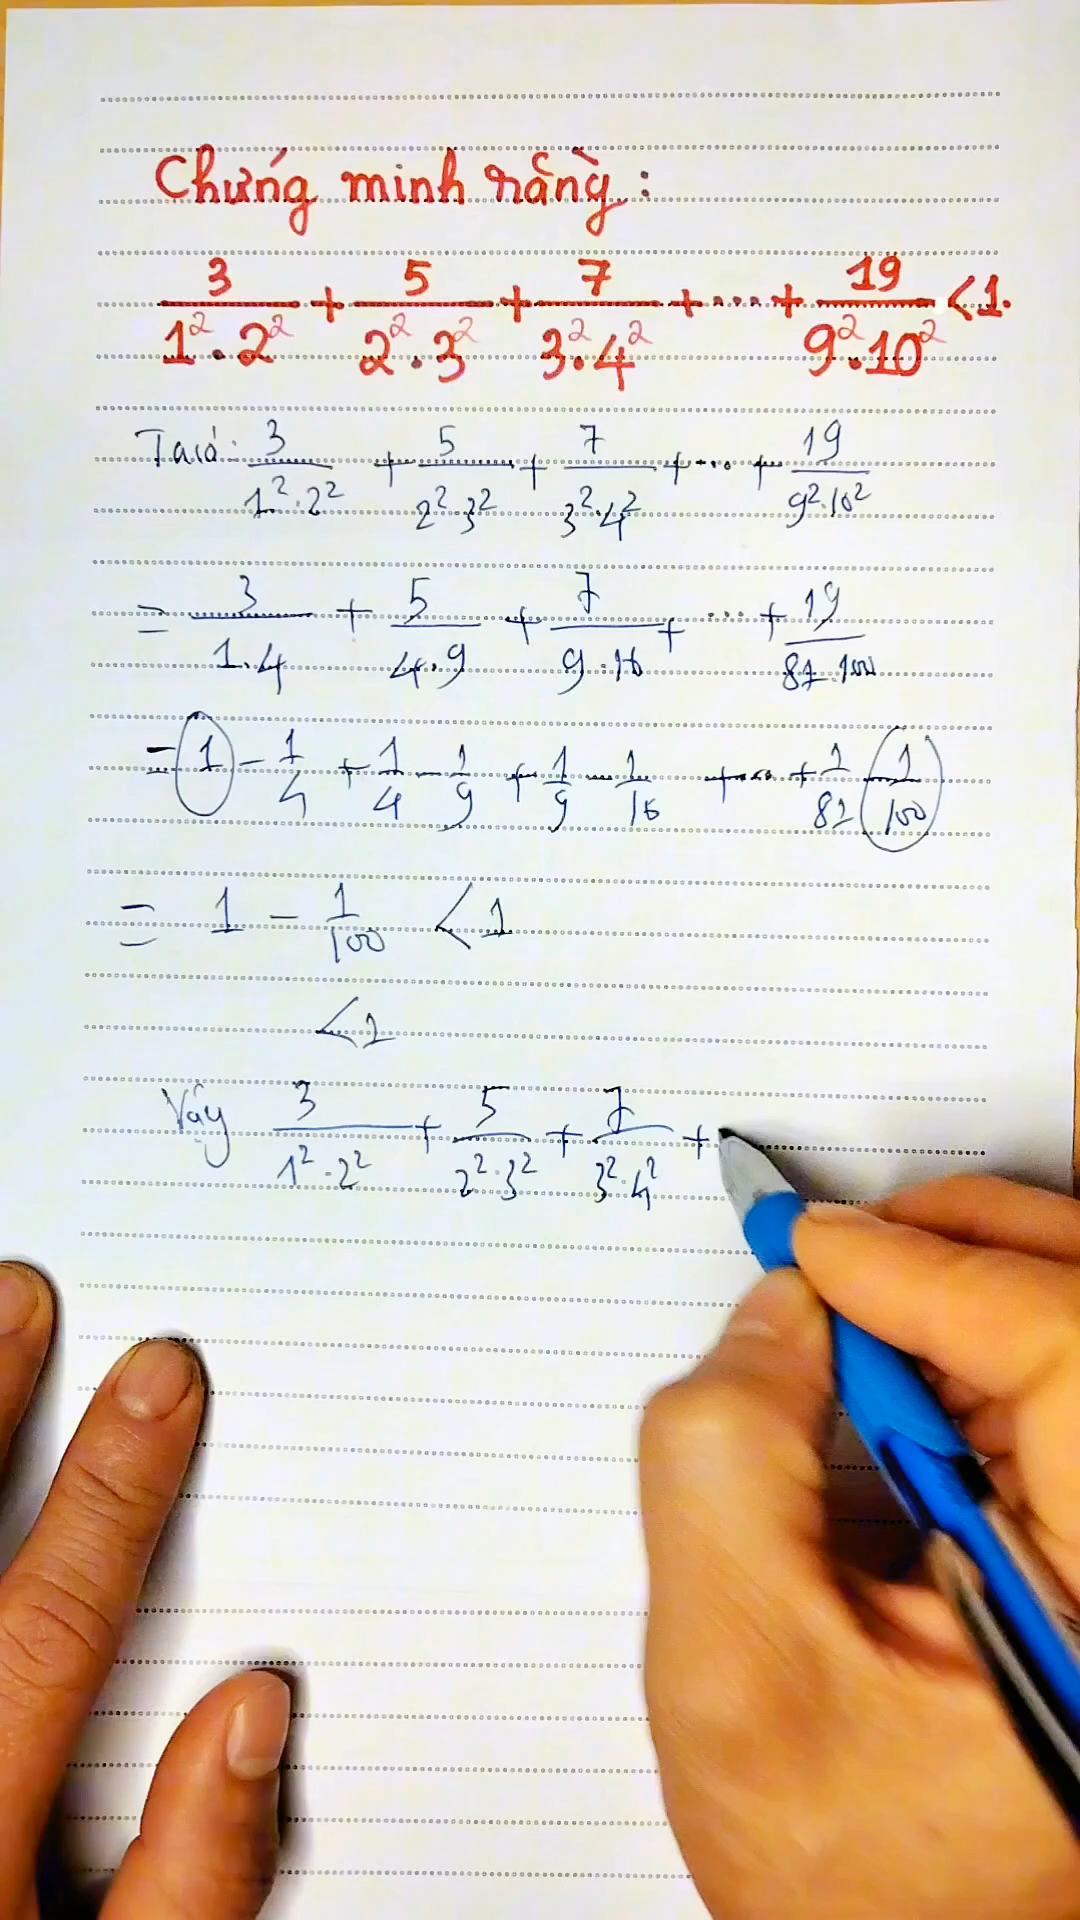 Chứng minh rằng:
3/(1².2²) + 5/(2².3²) + 7/(3².4²) + ... + 19/(9².10²) < 1.
Ta có: 3/(1².2²) + 5/(2².3²) + 7/(3².4²) + ... + 19/(9².10²)
= 3/(1.4) + 5/(4.9) + 7/(9.16) + ... + 19/(81.100)
= 1 - 1/4 + 1/4 - 1/9 + 1/9 - 1/16 + ... + 1/81 - 1/100
= 1 - 1/100 < 1
< 1
Vậy 3/(1².2²) + 5/(2².3²) + 7/(3².4²) +